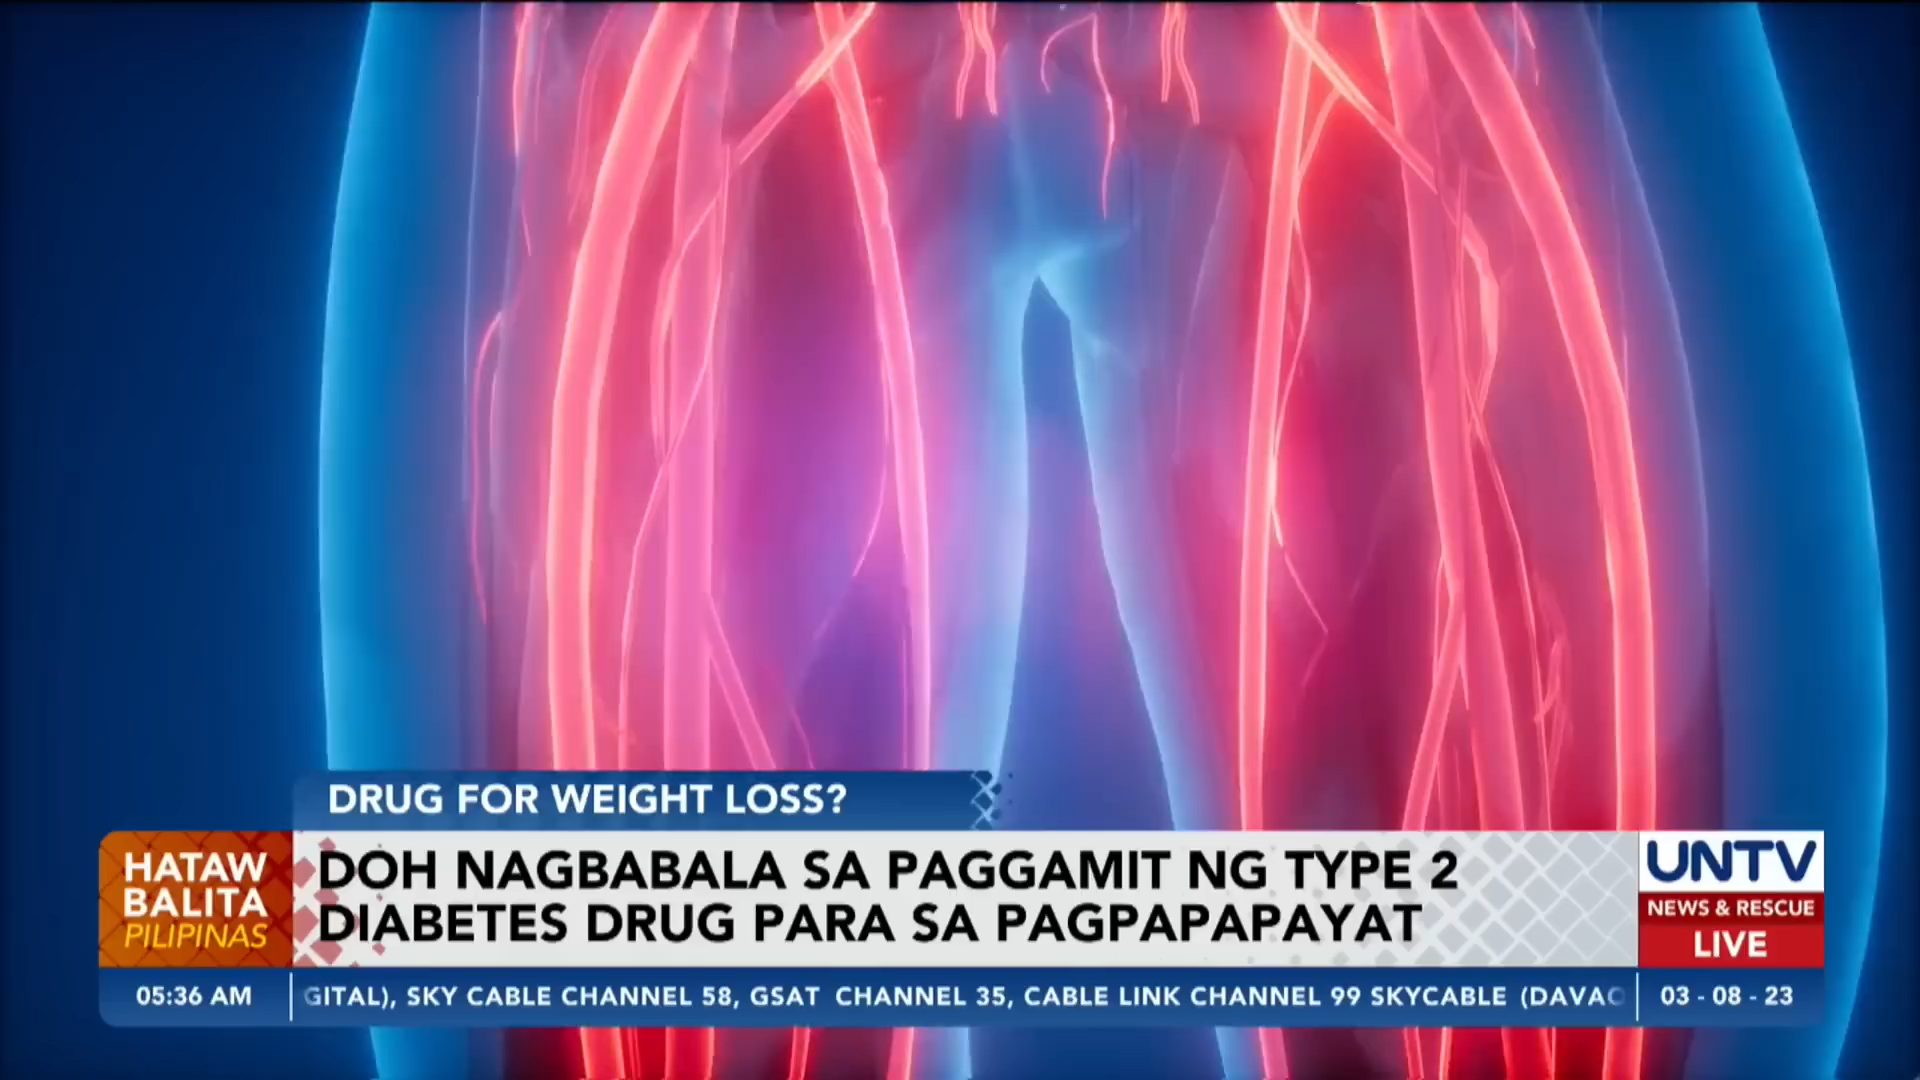 DRUG FOR WEIGHT LOSS?
HATAW
BALITA
PILIPINAS
DOH NAGBABALA SA PAGGAMIT NG TYPE 2
DIABETES DRUG PARA SA PAGPAPAPAYAT
UNTV
NEWS & RESCUE
LIVE
05:36 AM
GITAL), SKY CABLE CHANNEL 58, GSAT CHANNEL 35, CABLE LINK CHANNEL 99 SKYCABLE (DAVAO
03 - 08 - 23